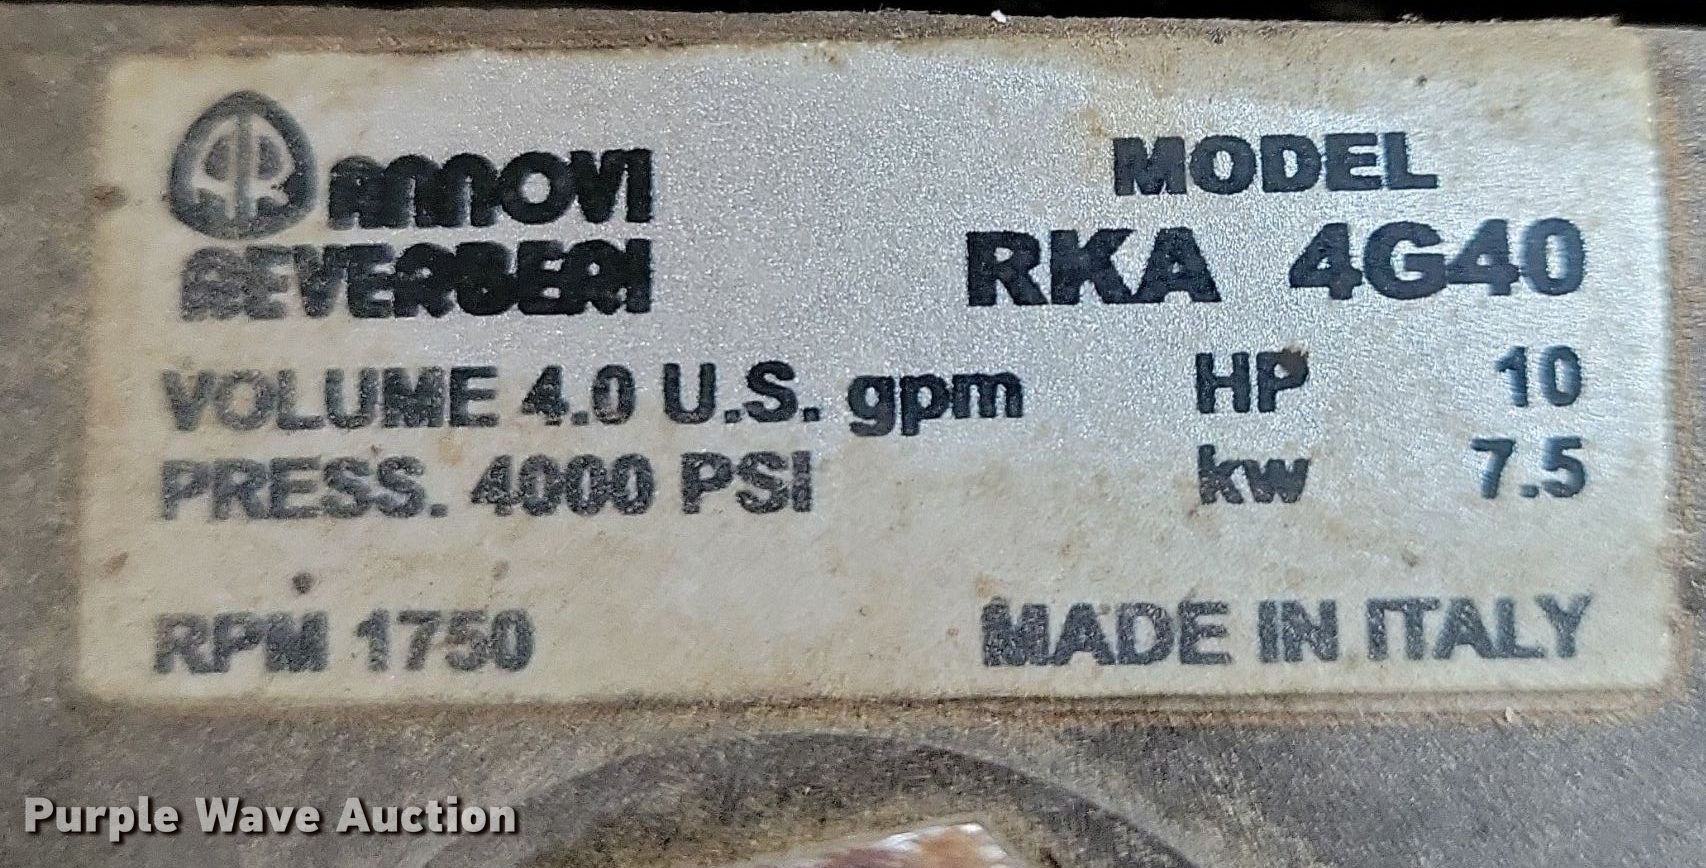 AR ANNOVI
REVERBERI
MODEL
RKA 4G40
VOLUME 4.0 U.S. gpm
HP 10
PRESS. 4000 PSI
kw 7.5
RPM 1750
MADE IN ITALY
Purple Wave Auction